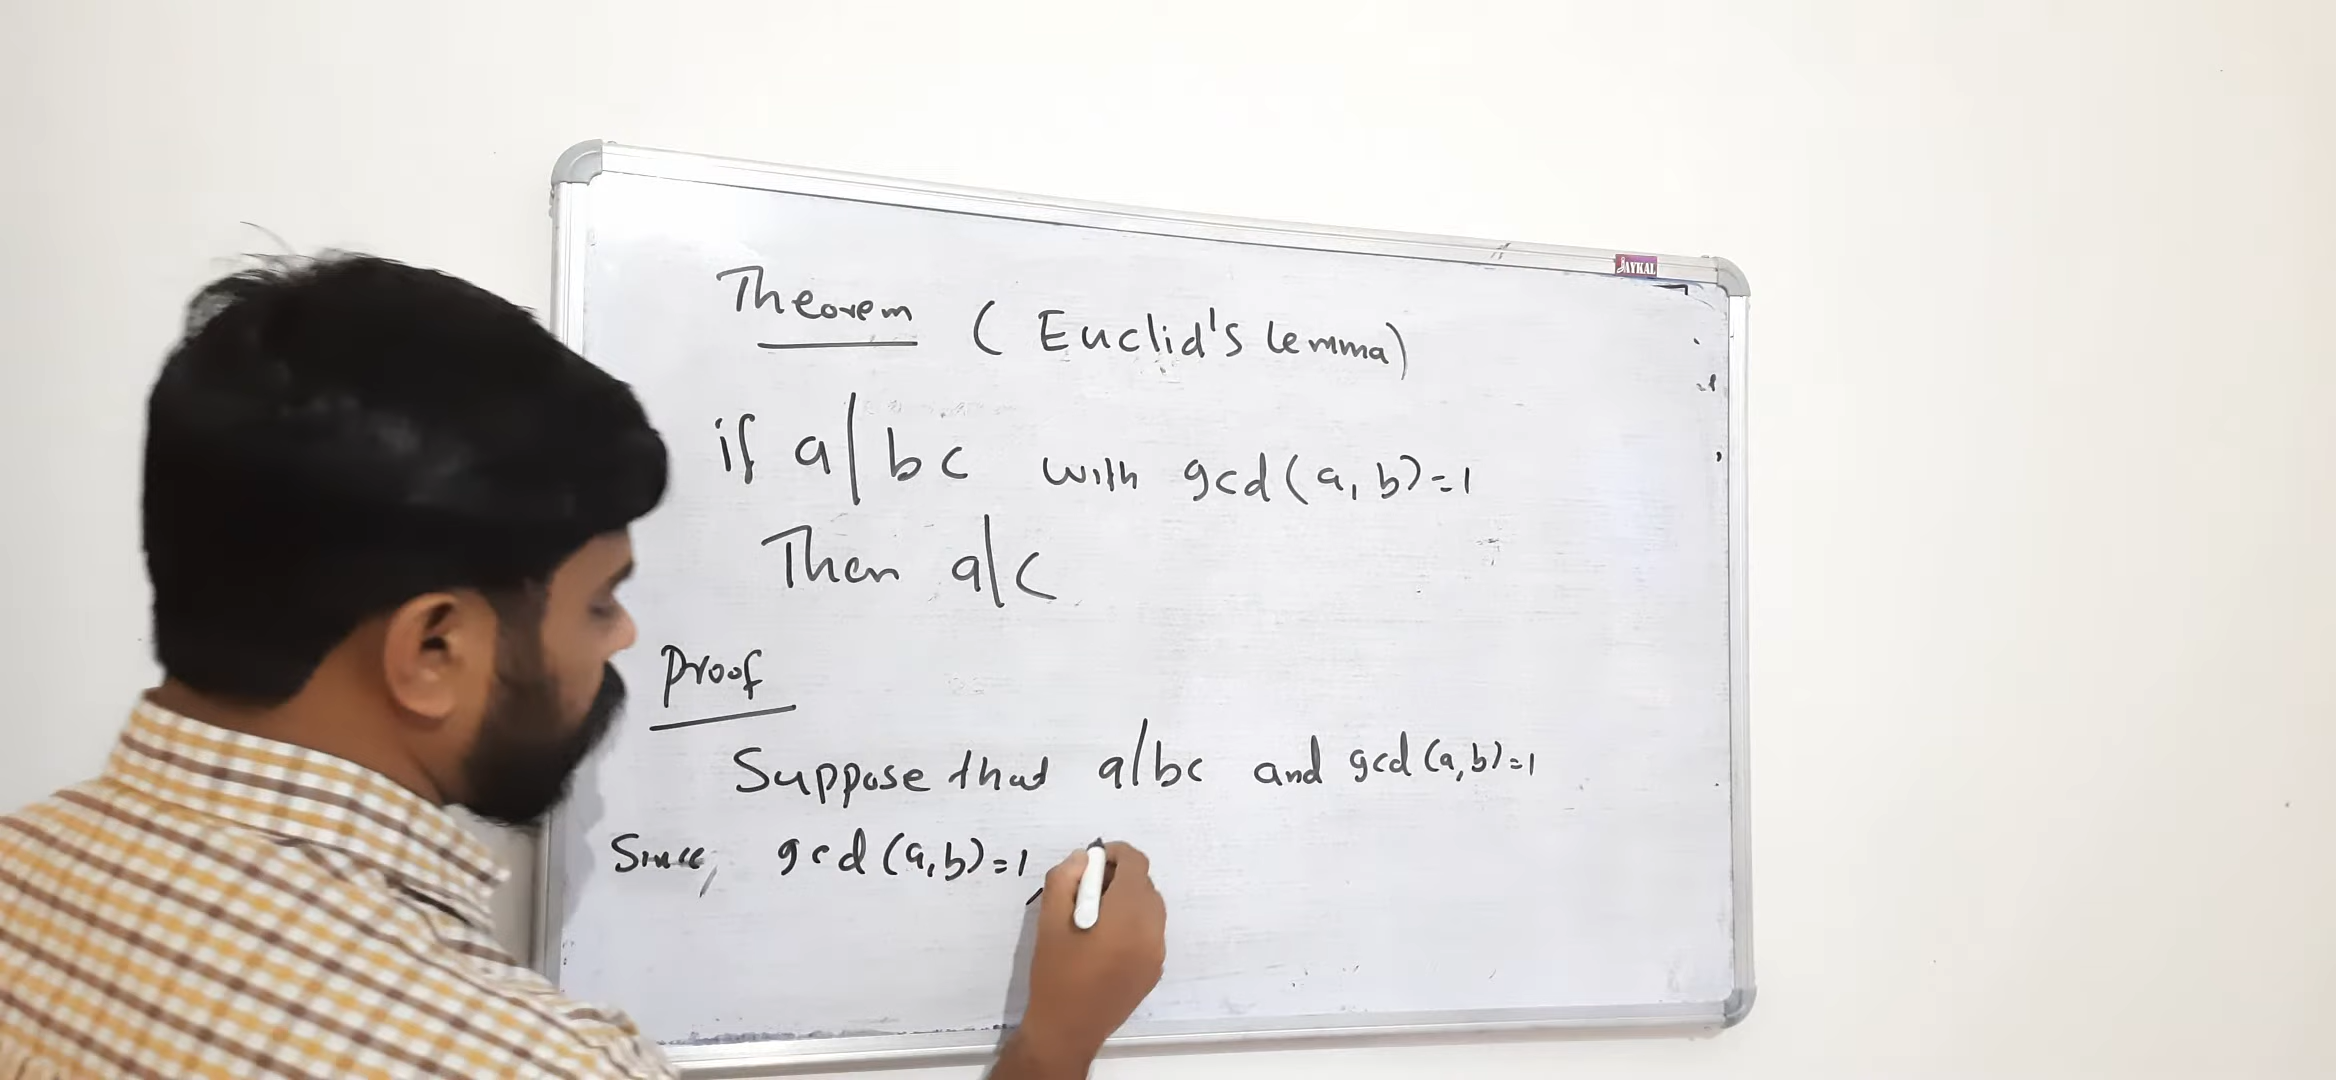 JAYKAL
Theorem (Euclid's Lemma)
if a|bc with gcd(a, b)=1
Then a|c
Proof
Suppose that a|bc and gcd(a,b)=1
Since, gcd(a,b)=1,